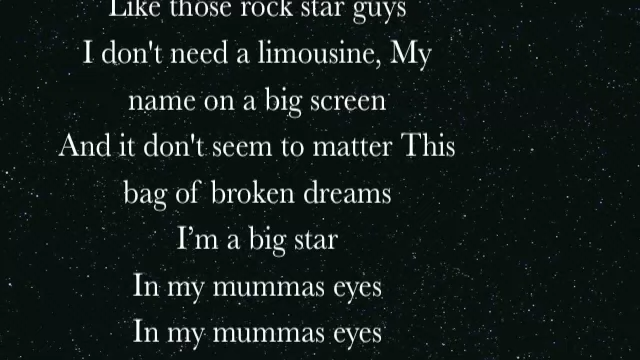 Like those rock star guys
I don't need a limousine, My
name on a big screen
And it don't seem to matter This
bag of broken dreams
I’m a big star
In my mummas eyes
In my mummas eyes